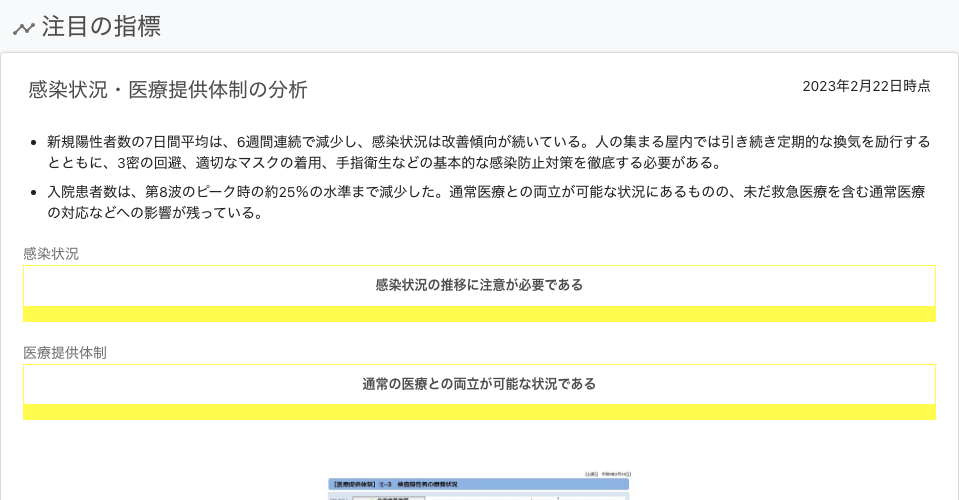 注目の指標
感染状況・医療提供体制の分析
2023年2月22日時点
新規陽性者数の7日間平均は、6週間連続で減少し、感染状況は改善傾向が続いている。人の集まる屋内では引き続き定期的な換気を励行する
とともに、3密の回避、適切なマスクの着用、手指衛生などの基本的な感染防止対策を徹底する必要がある。
入院患者数は、第8波のピーク時の約25%の水準まで減少した。通常医療との両立が可能な状況にあるものの、未だ救急医療を含む通常医療
の対応などへの影響が残っている。
感染状況
感染状況の推移に注意が必要である
医療提供体制
通常の医療との両立が可能な状況である
【医療提供体制】⑤-3 検査陽性者の療養状況